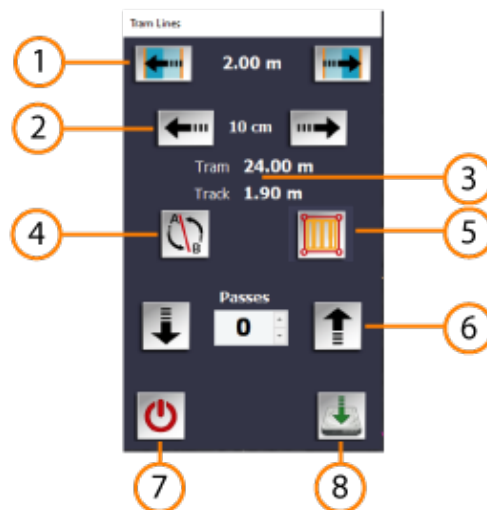 Tram Lines
1
2.00 m
2
10 cm
Tram 24.00 m
3
Track 1.90 m
4
A
B
5
Passes
0
6
7
8